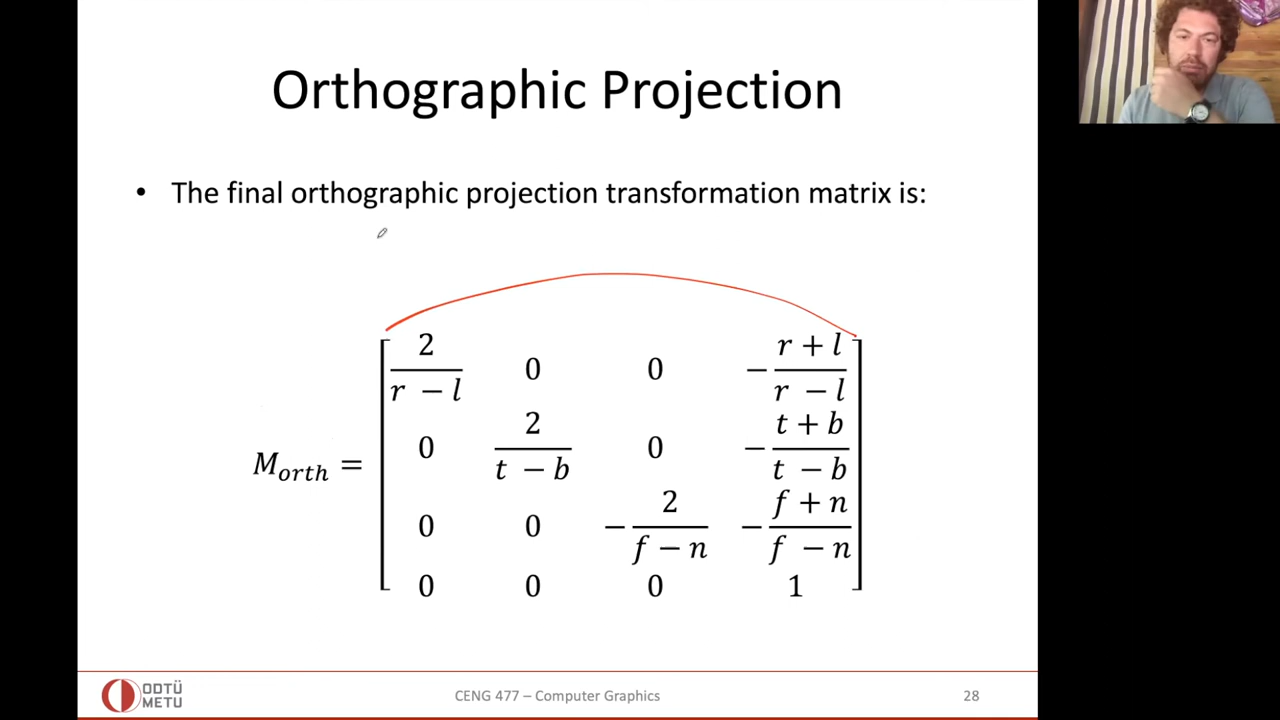 Orthographic Projection
• The final orthographic projection transformation matrix is:
M_orth = [ 2/(r − l) 0 0 −(r + l)/(r − l)
0 2/(t − b) 0 −(t + b)/(t − b)
0 0 −2/(f − n) −(f + n)/(f − n)
0 0 0 1 ]
ODTÜ
METU
CENG 477 – Computer Graphics
28